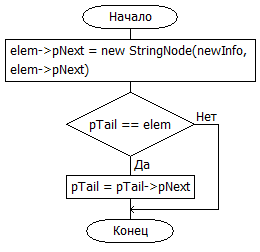 Начало
elem->pNext = new StringNode(newInfo,
elem->pNext)
pTail == elem
Нет
Да
pTail = pTail->pNext
Конец